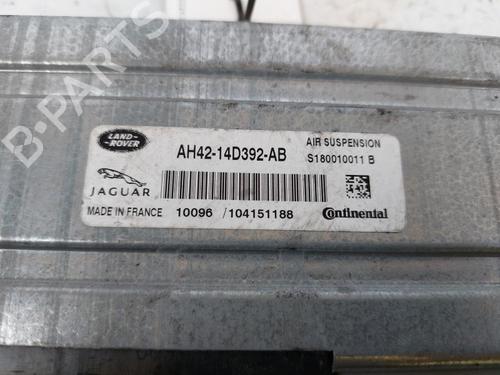 LAND-
ROVER
AH42-14D392-AB
AIR SUSPENSION
S180010011 B
JAGUAR
MADE IN FRANCE
10096 /104151188
Continental
B-PARTS